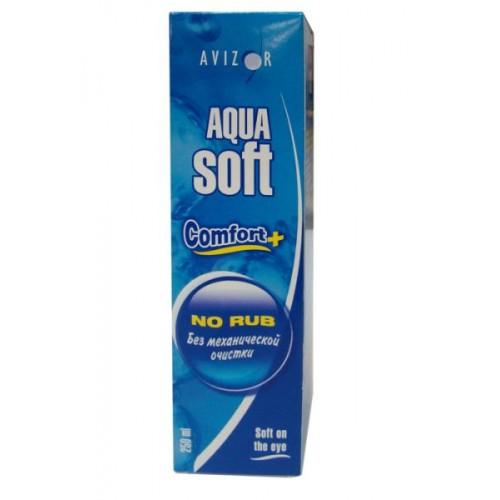 AVIZOR
AQUA
soft
Comfort+
NO RUB
Без механической
очистки
250 ml
Soft on
the eye